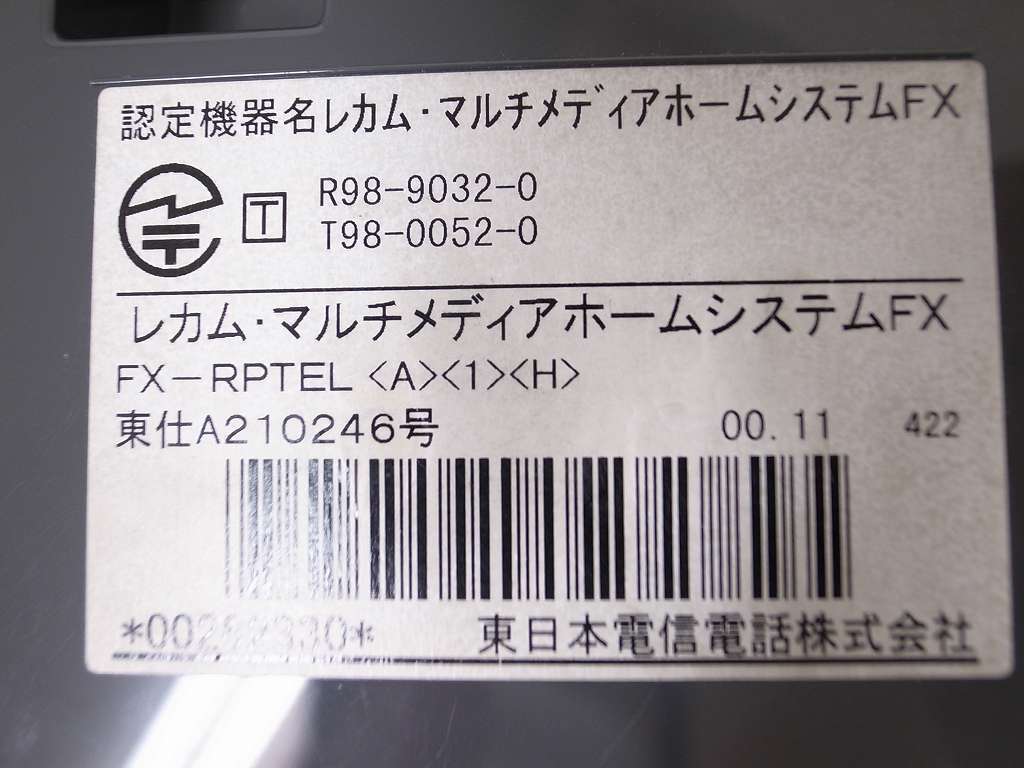 認定機器名レカム・マルチメディアホームシステムFX
T
R98-9032-0
T98-0052-0
レカム・マルチメディアホームシステムFX
FX-RPTEL <A><1><H>
東仕A210246号 00.11 422
東日本電信電話株式会社